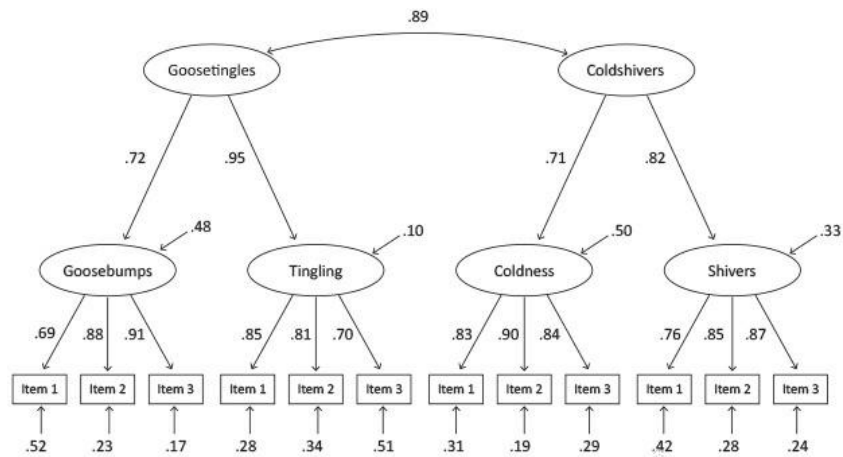 .89
Goosetingles Coldshivers
.72 .95 .71 .82
.48 .10 .50 .33
Goosebumps Tingling Coldness Shivers
.69 .88 .91 .85 .81 .70 .83 .90 .84 .76 .85 .87
Item 1 Item 2 Item 3 Item 1 Item 2 Item 3 Item 1 Item 2 Item 3 Item 1 Item 2 Item 3
.52 .23 .17 .28 .34 .51 .31 .19 .29 .42 .28 .24